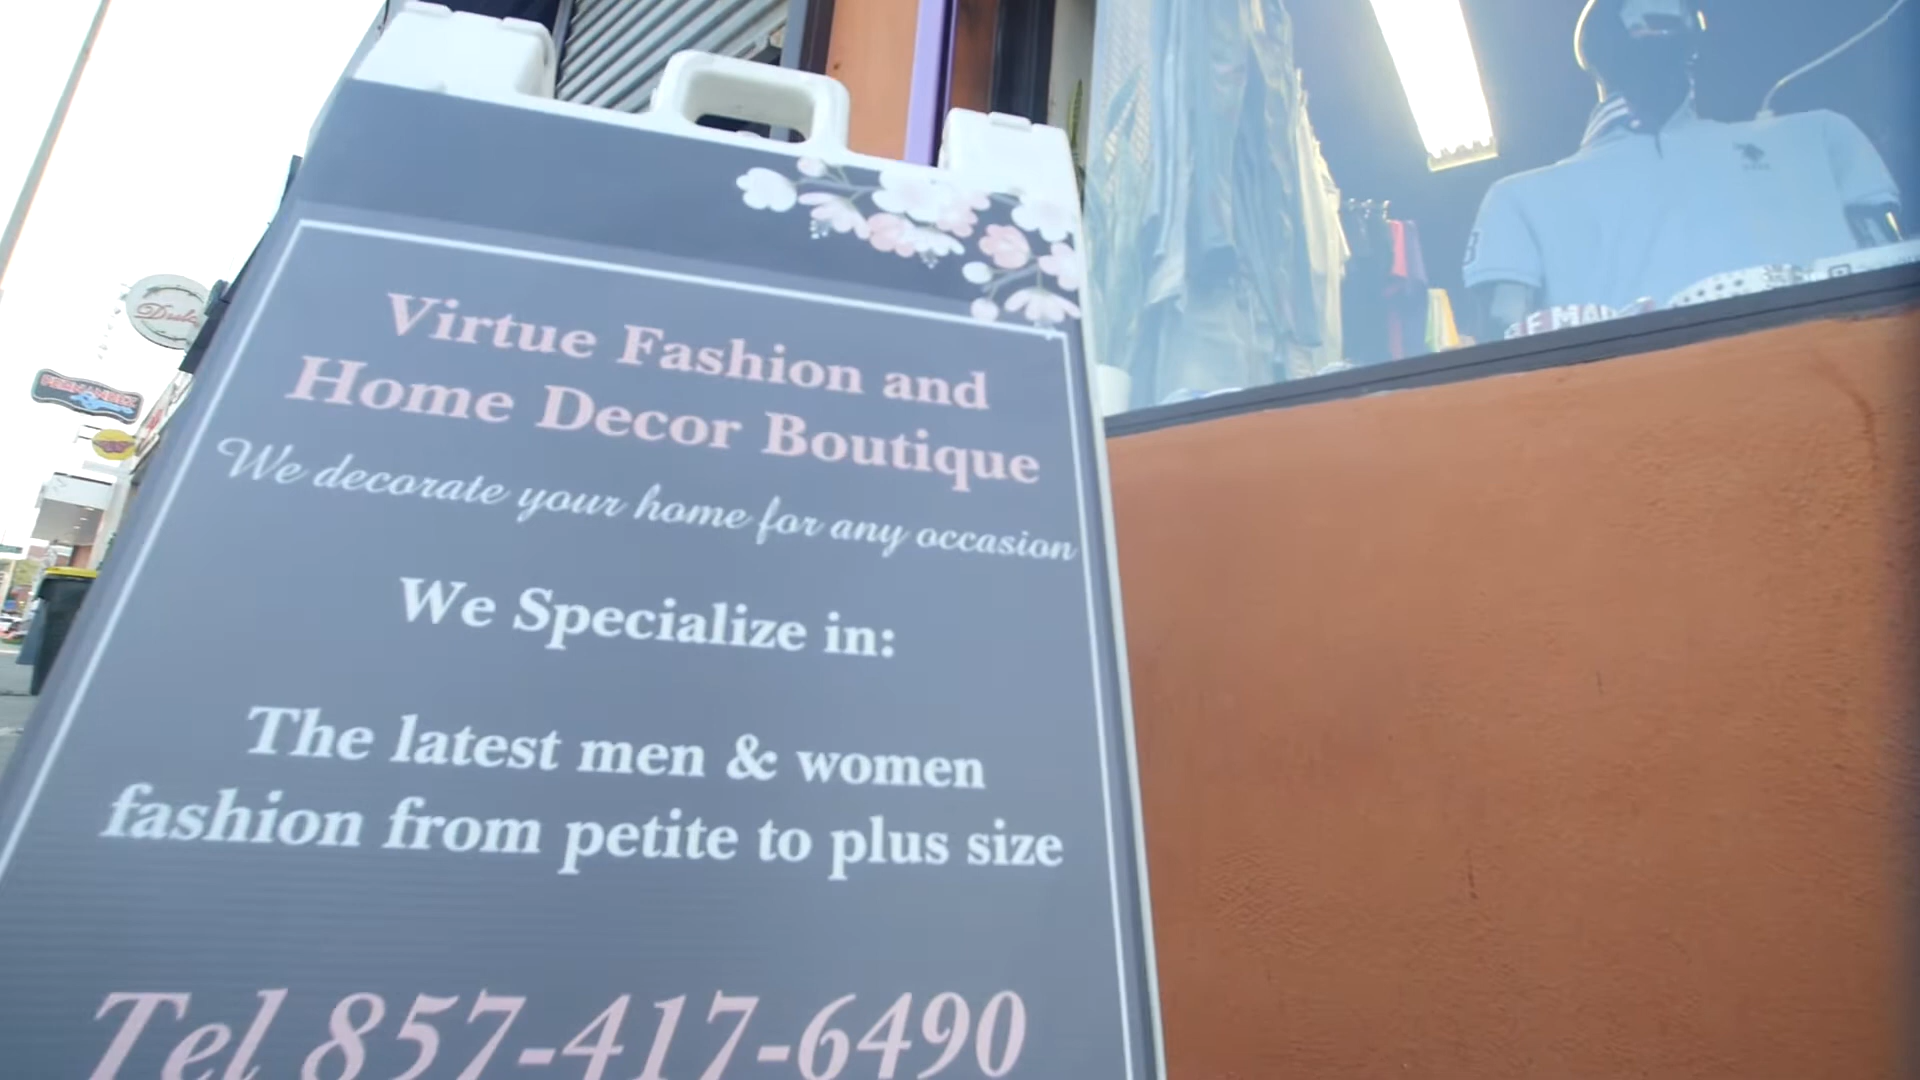 Virtue Fashion and
Home Decor Boutique
We decorate your home for any occasion
We Specialize in:
The latest men & women
fashion from petite to plus size
Tel 857-417-6490